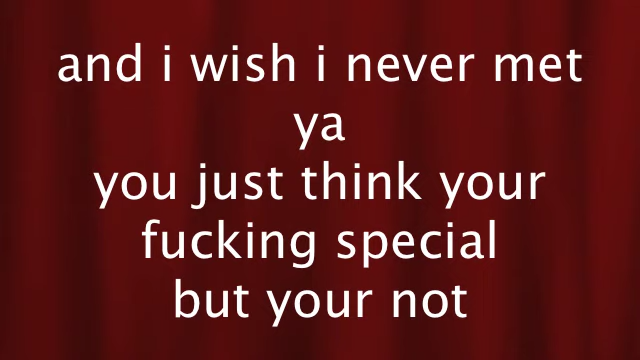 and i wish i never met
ya
you just think your
fucking special
but your not